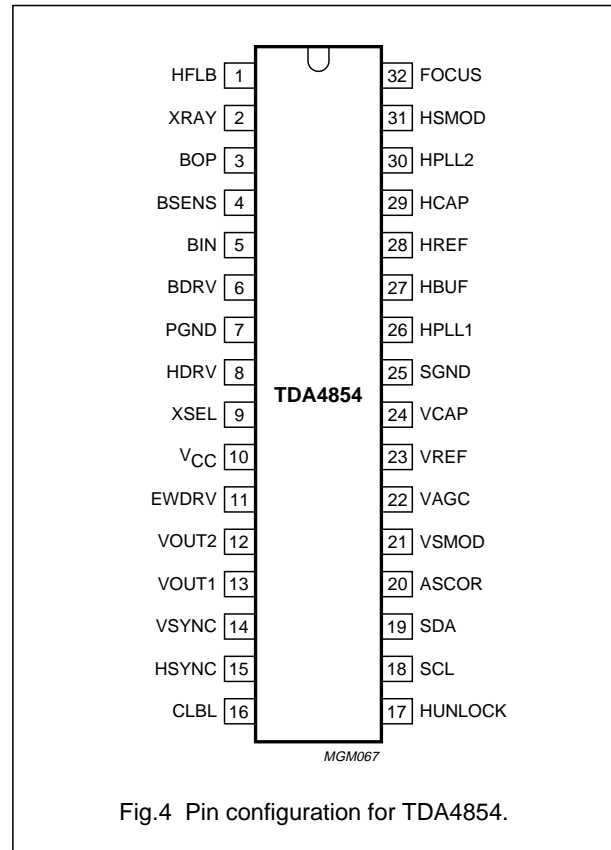 HFLB 1 32 FOCUS
XRAY 2 31 HSMOD
BOP 3 30 HPLL2
BSENS 4 29 HCAP
BIN 5 28 HREF
BDRV 6 27 HBUF
PGND 7 26 HPLL1
HDRV 8 25 SGND
TDA4854
XSEL 9 24 VCAP
VCC 10 23 VREF
EWDRV 11 22 VAGC
VOUT2 12 21 VSMOD
VOUT1 13 20 ASCOR
VSYNC 14 19 SDA
HSYNC 15 18 SCL
CLBL 16 17 HUNLOCK
MGM067
Fig.4 Pin configuration for TDA4854.